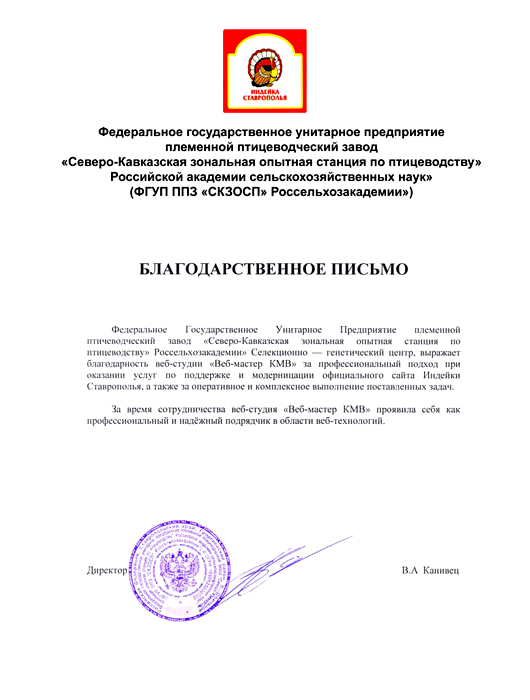 ИНДЕЙКА
СТАВРОПОЛЬЯ
Федеральное государственное унитарное предприятие
племенной птицеводческий завод
«Северо-Кавказская зональная опытная станция по птицеводству»
Российской академии сельскохозяйственных наук»
(ФГУП ППЗ «СКЗОСП» Россельхозакадемии»)
БЛАГОДАРСТВЕННОЕ ПИСЬМО
Федеральное Государственное Унитарное Предприятие племенной
птичеводческий завод «Северо-Кавказская зональная опытная станция по
птицеводству» Россельхозакадемии» Селекционно — генетический центр, выражает
благодарность веб-студии «Веб-мастер КМВ» за профессиональный подход при
оказании услуг по поддержке и модернизации официального сайта Индейки
Ставрополья, а также за оперативное и комплексное выполнение поставленных задач.
За время сотрудничества веб-студия «Веб-мастер КМВ» проявила себя как
профессиональный и надёжный подрядчик в области веб-технологий.
Директор
В.А Канивец